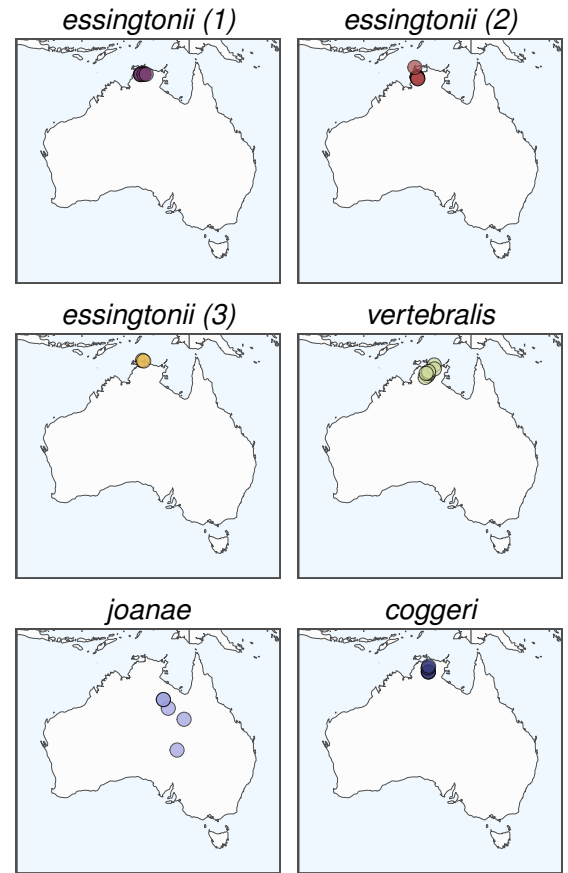 essingtonii (1)
essingtonii (2)
essingtonii (3)
vertebralis
joanae
coggeri